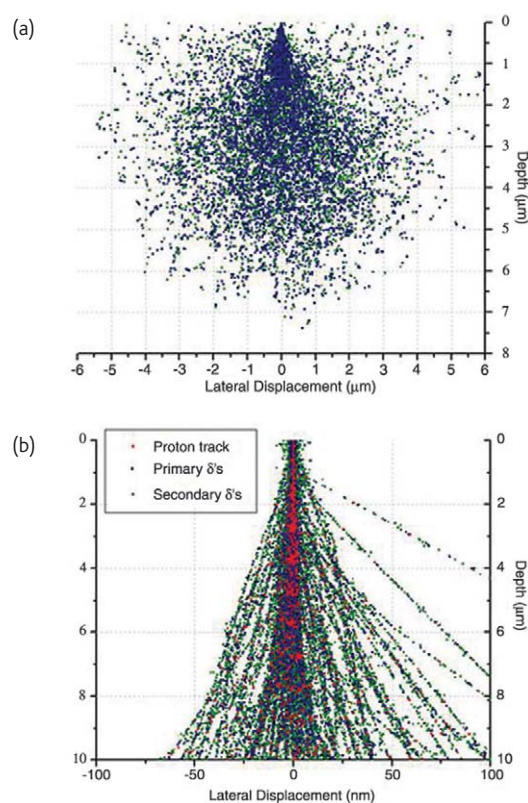 (a)
0
1
2
3
4
5
6
7
8
Depth (µm)
-6 -5 -4 -3 -2 -1 0 1 2 3 4 5 6
Lateral Displacement (µm)
(b)
Proton track
Primary δ's
Secondary δ's
0 0
2 2
4 4
6 6
8 8
10 10
Depth (µm)
-100 -50 0 50 100
Lateral Displacement (nm)